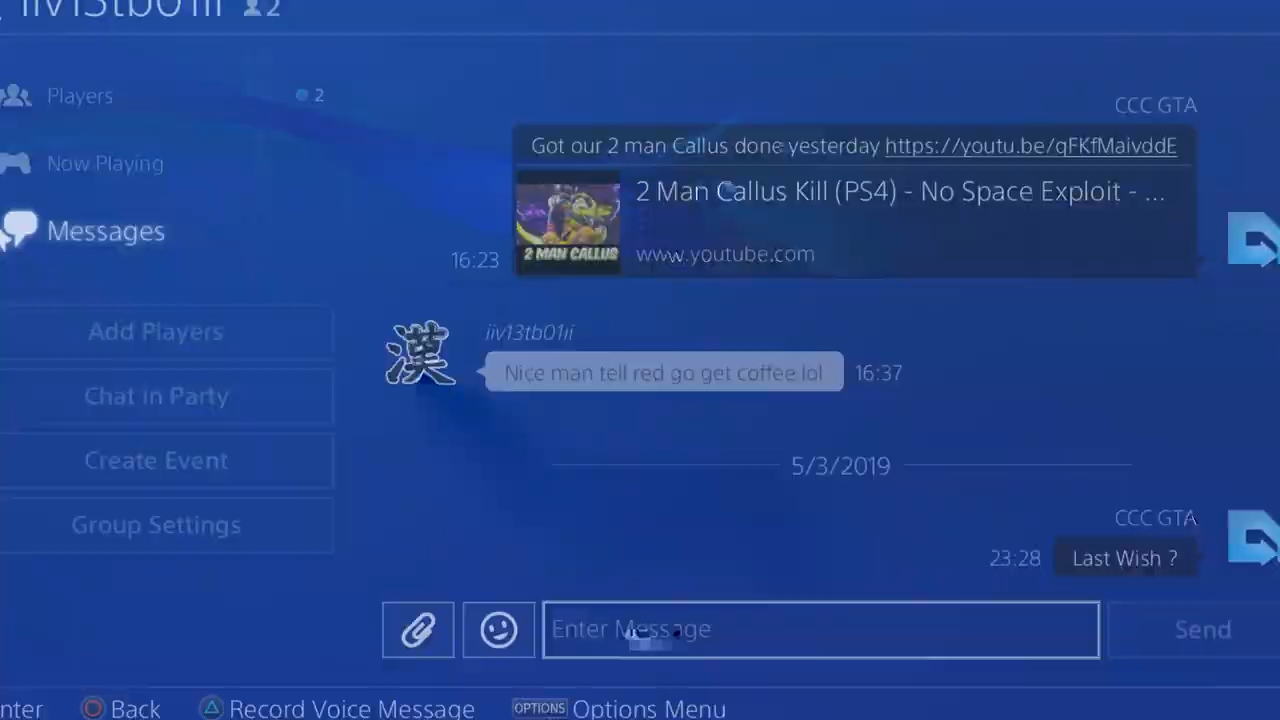 iiv13tb01ii 2
Players 2
Now Playing
Messages
Add Players
Chat in Party
Create Event
Group Settings
CCC GTA
Got our 2 man Callus done yesterday https://youtu.be/qFKfMaivddE
2 Man Callus Kill (PS4) - No Space Exploit - ...
2 MAN CALLUS
www.youtube.com
16:23
iiv13tb01ii
漢
Nice man tell red go get coffee lol 16:37
5/3/2019
CCC GTA
23:28 Last Wish ?
Enter Message
Send
nter Back Record Voice Message OPTIONS Options Menu